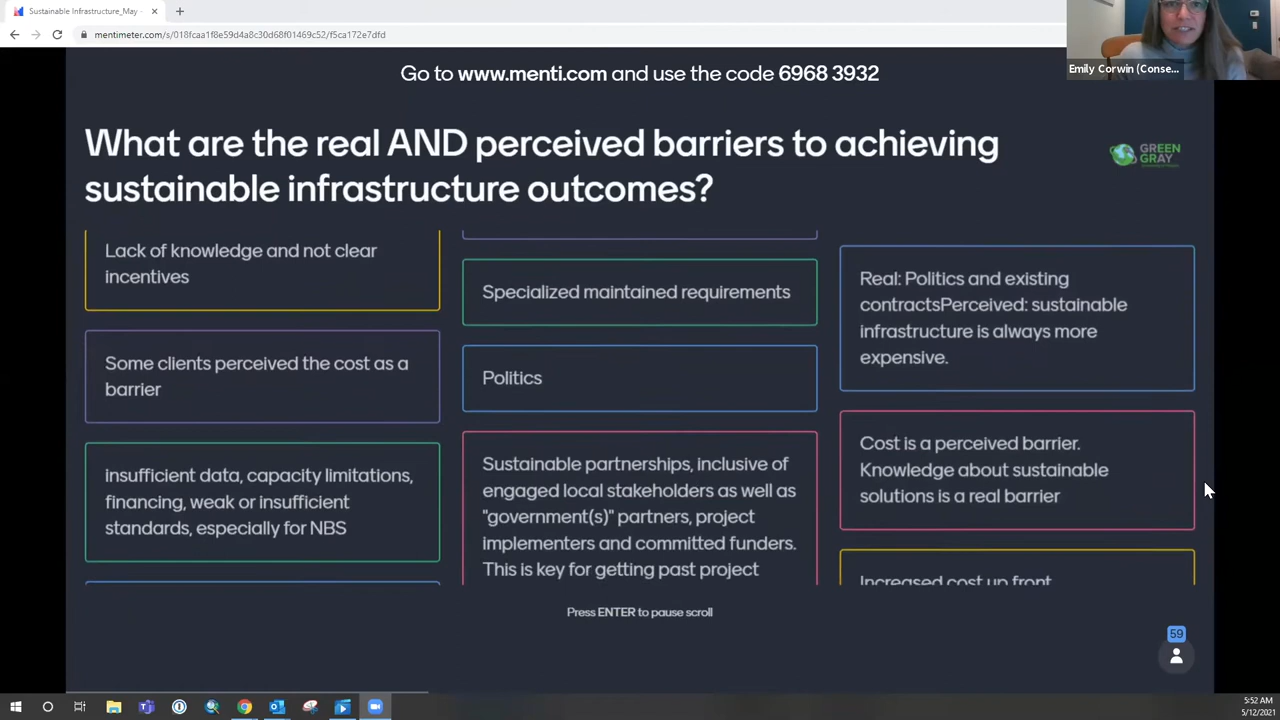 Sustainable Infrastructure_May -
mentimeter.com/s/018fcaa1f8e59d4a8c30d68f01469c52/f5ca172e7dfd
Emily Corwin (Conse...
Go to www.menti.com and use the code 6968 3932
What are the real AND perceived barriers to achieving
sustainable infrastructure outcomes?
GREEN
GRAY
Lack of knowledge and not clear
incentives
Some clients perceived the cost as a
barrier
insufficient data, capacity limitations,
financing, weak or insufficient
standards, especially for NBS
Specialized maintained requirements
Politics
Sustainable partnerships, inclusive of
engaged local stakeholders as well as
"government(s)" partners, project
implementers and committed funders.
This is key for getting past project
Real: Politics and existing
contractsPerceived: sustainable
infrastructure is always more
expensive.
Cost is a perceived barrier.
Knowledge about sustainable
solutions is a real barrier
Increased cost up front
Press ENTER to pause scroll
59
5:52 AM
5/12/2021